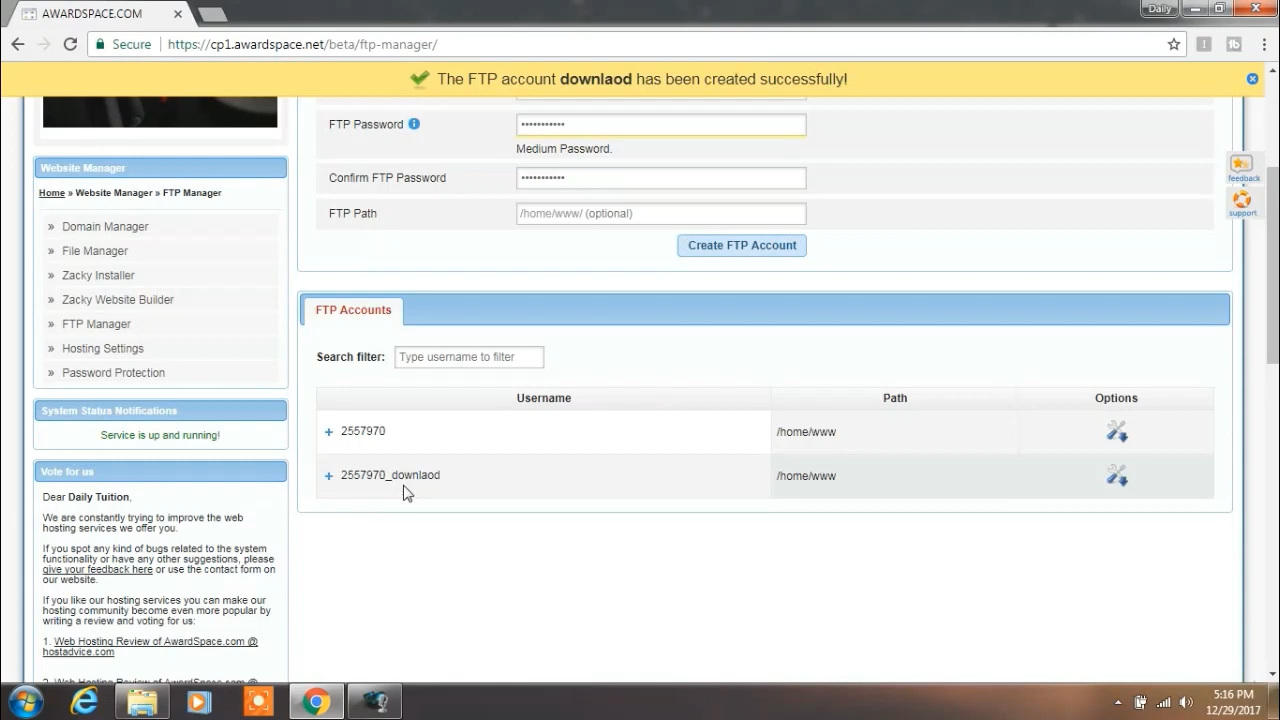 AWARDSPACE.COM
Daily
Secure
https://cp1.awardspace.net/beta/ftp-manager/
The FTP account downlaod has been created successfully!
FTP Password
Medium Password.
Confirm FTP Password
FTP Path
/home/www/ (optional)
Create FTP Account
feedback
support
Website Manager
Home » Website Manager » FTP Manager
» Domain Manager
» File Manager
» Zacky Installer
» Zacky Website Builder
» FTP Manager
» Hosting Settings
» Password Protection
System Status Notifications
Service is up and running!
Vote for us
Dear Daily Tuition,
We are constantly trying to improve the web
hosting services we offer you.
If you spot any kind of bugs related to the system
functionality or have any other suggestions, please
give your feedback here or use the contact form on
our website.
If you like our hosting services you can make our
hosting community become even more popular by
writing a review and voting for us:
1. Web Hosting Review of AwardSpace.com @
hostadvice.com
2. Web Hosting Review of AwardSpace.com @
FTP Accounts
Search filter: Type username to filter
Username Path Options
+ 2557970 /home/www
+ 2557970_downlaod /home/www
5:16 PM
12/29/2017